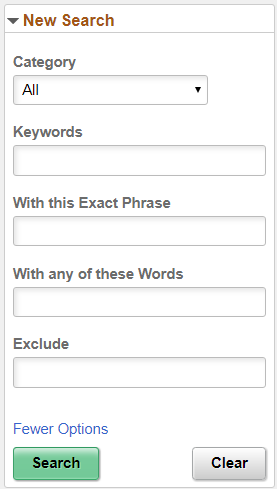 New Search
Category
All
Keywords
With this Exact Phrase
With any of these Words
Exclude
Fewer Options
Search Clear